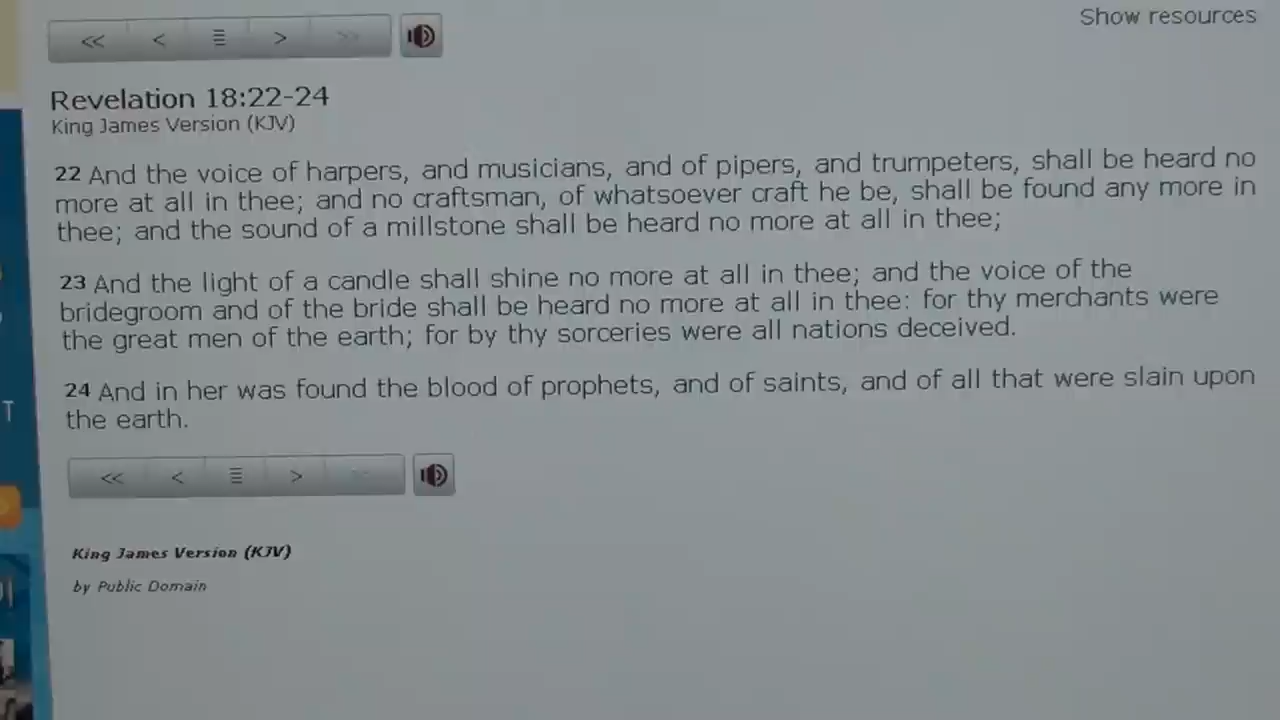 Show resources
<< < ≡ > >>
Revelation 18:22-24
King James Version (KJV)
22 And the voice of harpers, and musicians, and of pipers, and trumpeters, shall be heard no
more at all in thee; and no craftsman, of whatsoever craft he be, shall be found any more in
thee; and the sound of a millstone shall be heard no more at all in thee;
23 And the light of a candle shall shine no more at all in thee; and the voice of the
bridegroom and of the bride shall be heard no more at all in thee: for thy merchants were
the great men of the earth; for by thy sorceries were all nations deceived.
24 And in her was found the blood of prophets, and of saints, and of all that were slain upon
the earth.
<< < ≡ >
King James Version (KJV)
by Public Domain
T